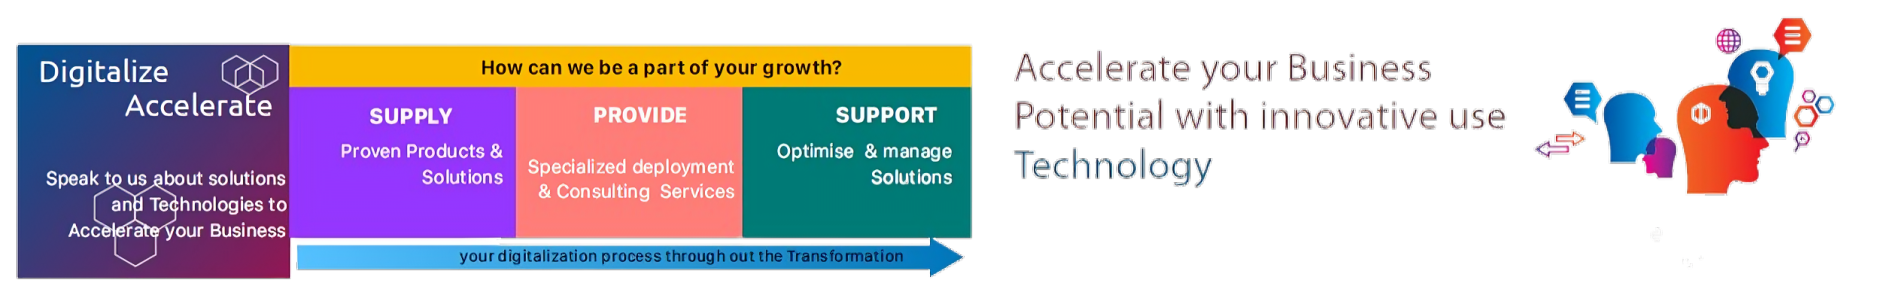 Digitalize
Accelerate
Speak to us about solutions
and Technologies to
Accelerate your Business
How can we be a part of your growth?
SUPPLY
Proven Products &
Solutions
PROVIDE
Specialized deployment
& Consulting Services
SUPPORT
Optimise & manage
Solutions
your digitalization process through out the Transformation
Accelerate your Business
Potential with innovative use
Technology